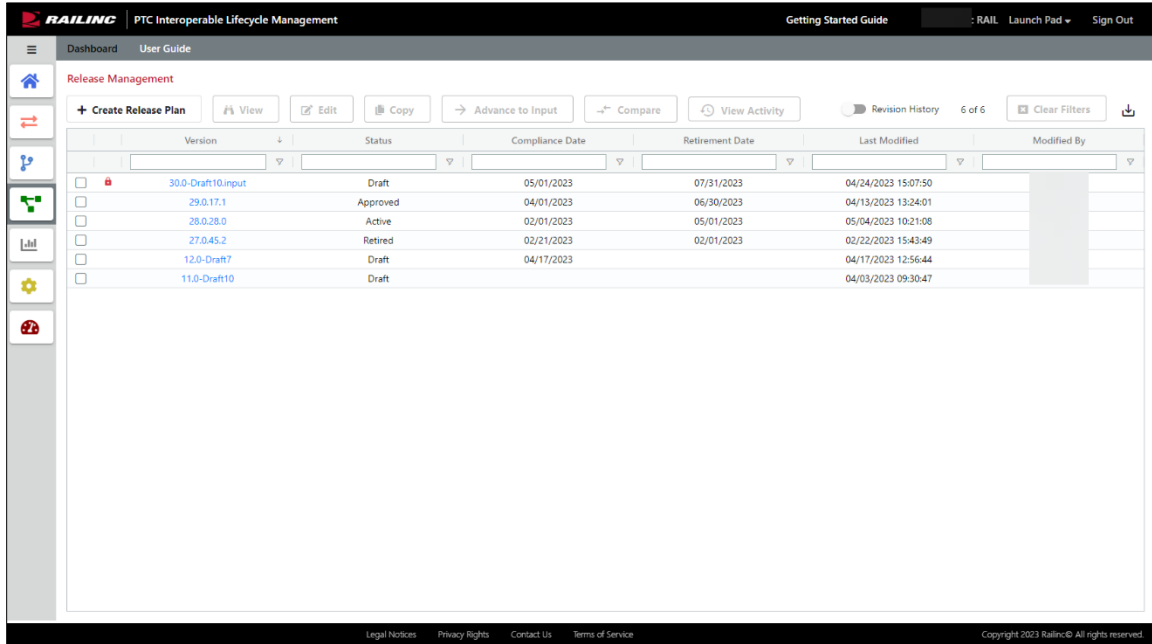 RAILINC PTC Interoperable Lifecycle Management Getting Started Guide : RAIL Launch Pad Sign Out
Dashboard User Guide
Release Management
+ Create Release Plan View Edit Copy Advance to Input Compare View Activity Revision History 6 of 6 Clear Filters
Version Status Compliance Date Retirement Date Last Modified Modified By
30.0-Draft10.input Draft 05/01/2023 07/31/2023 04/24/2023 15:07:50
29.0.17.1 Approved 04/01/2023 06/30/2023 04/13/2023 13:24:01
28.0.28.0 Active 02/01/2023 05/01/2023 05/04/2023 10:21:08
27.0.45.2 Retired 02/21/2023 02/01/2023 02/22/2023 15:43:49
12.0-Draft7 Draft 04/17/2023 04/17/2023 12:56:44
11.0-Draft10 Draft 04/03/2023 09:30:47
Legal Notices Privacy Rights Contact Us Terms of Service Copyright 2023 Railinc© All rights reserved.